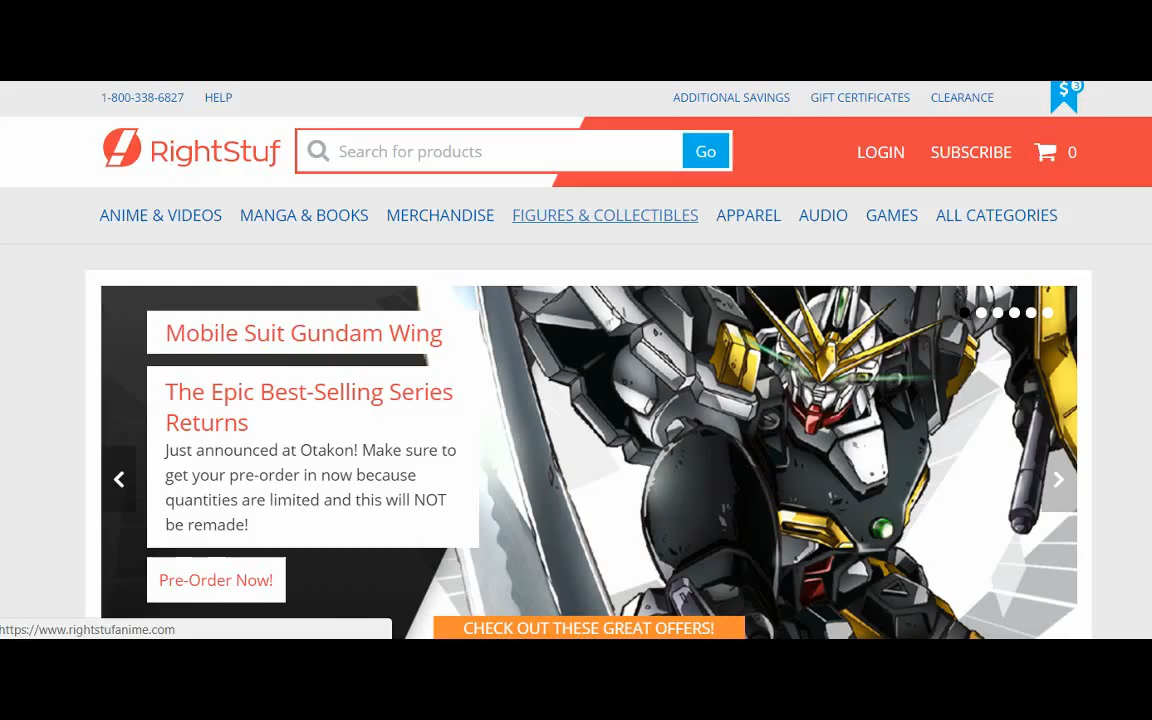 1-800-338-6827 HELP ADDITIONAL SAVINGS GIFT CERTIFICATES CLEARANCE $ 3
RightStuf Search for products Go LOGIN SUBSCRIBE 0
ANIME & VIDEOS MANGA & BOOKS MERCHANDISE FIGURES & COLLECTIBLES APPAREL AUDIO GAMES ALL CATEGORIES
Mobile Suit Gundam Wing
The Epic Best-Selling Series
Returns
Just announced at Otakon! Make sure to
get your pre-order in now because
quantities are limited and this will NOT
be remade!
Pre-Order Now!
CHECK OUT THESE GREAT OFFERS!
https://www.rightstufanime.com